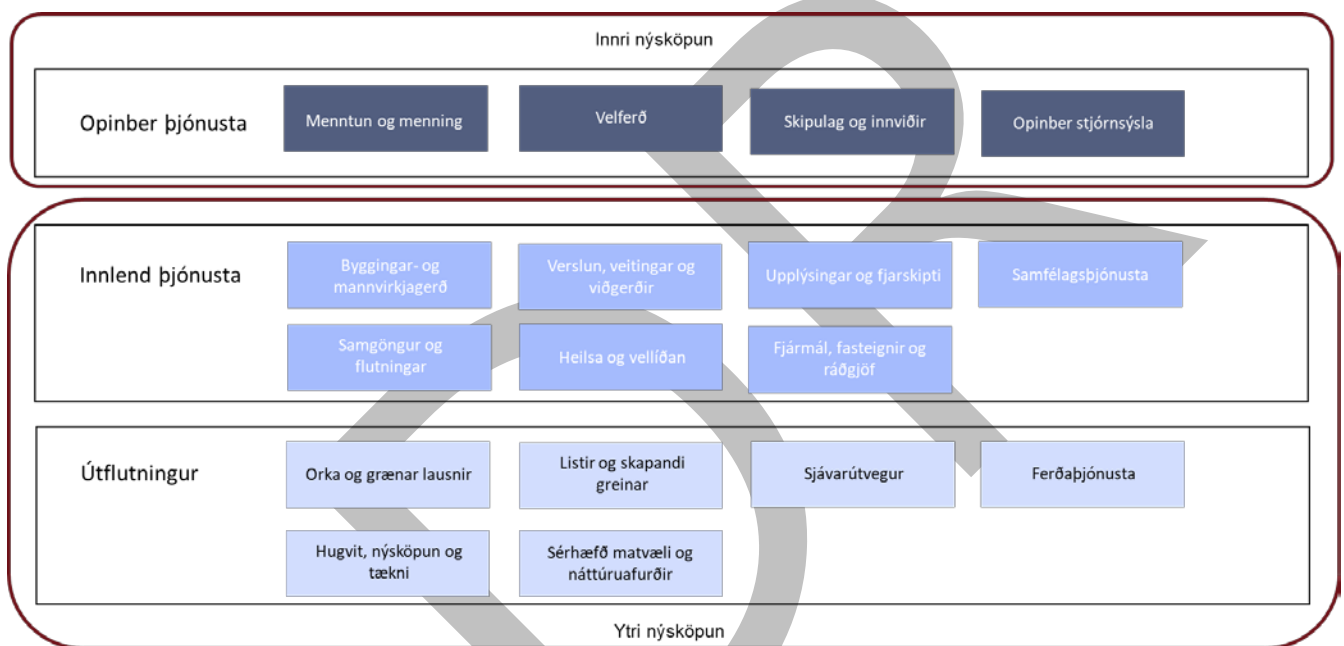 Innri nýsköpun
Opinber þjónusta
Menntun og menning
Velferð
Skipulag og innviðir
Opinber stjórnsýsla
Innlend þjónusta
Byggingar- og
mannvirkjagerð
Verslun, veitingar og
viðgerðir
Upplýsingar og fjarskipti
Samfélagsþjónusta
Samgöngur og
flutningar
Heilsa og vellíðan
Fjármál, fasteignir og
ráðgjöf
Útflutningur
Orka og grænar lausnir
Listir og skapandi
greinar
Sjávarútvegur
Ferðaþjónusta
Hugvit, nýsköpun og
tækni
Sérhæfð matvæli og
náttúruafurðir
Ytri nýsköpun